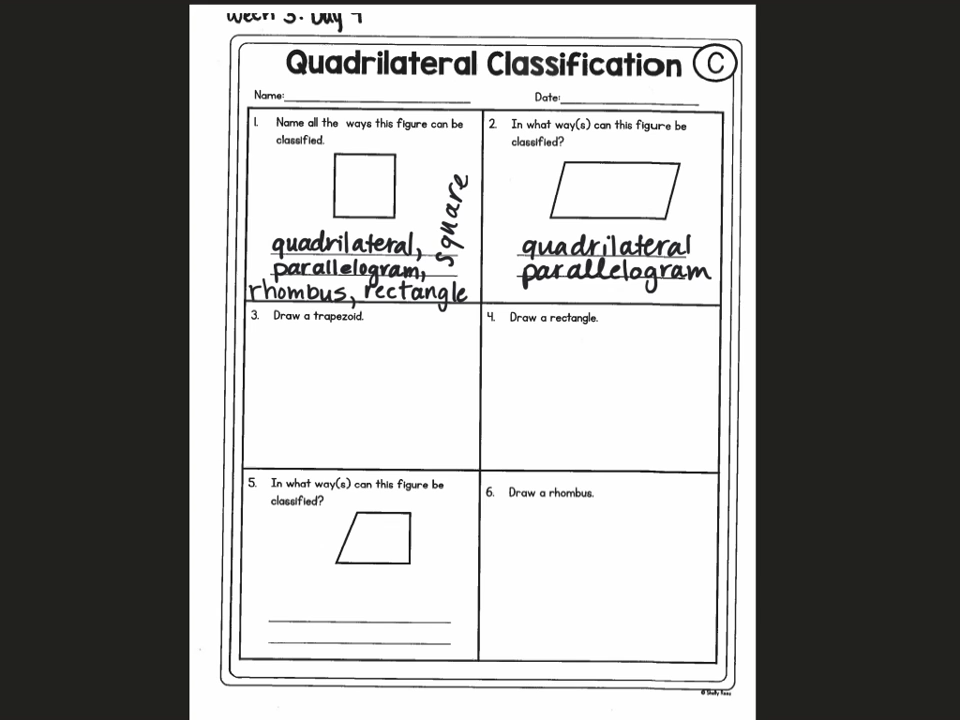 Week 3: Day 4
Quadrilateral Classification C
Name: Date:
1. Name all the ways this figure can be
classified.
square
quadrilateral,
parallelogram,
rhombus, rectangle
2. In what way(s) can this figure be
classified?
quadrilateral
parallelogram
3. Draw a trapezoid.
4. Draw a rectangle.
5. In what way(s) can this figure be
classified?
6. Draw a rhombus.
© Shelly Rees